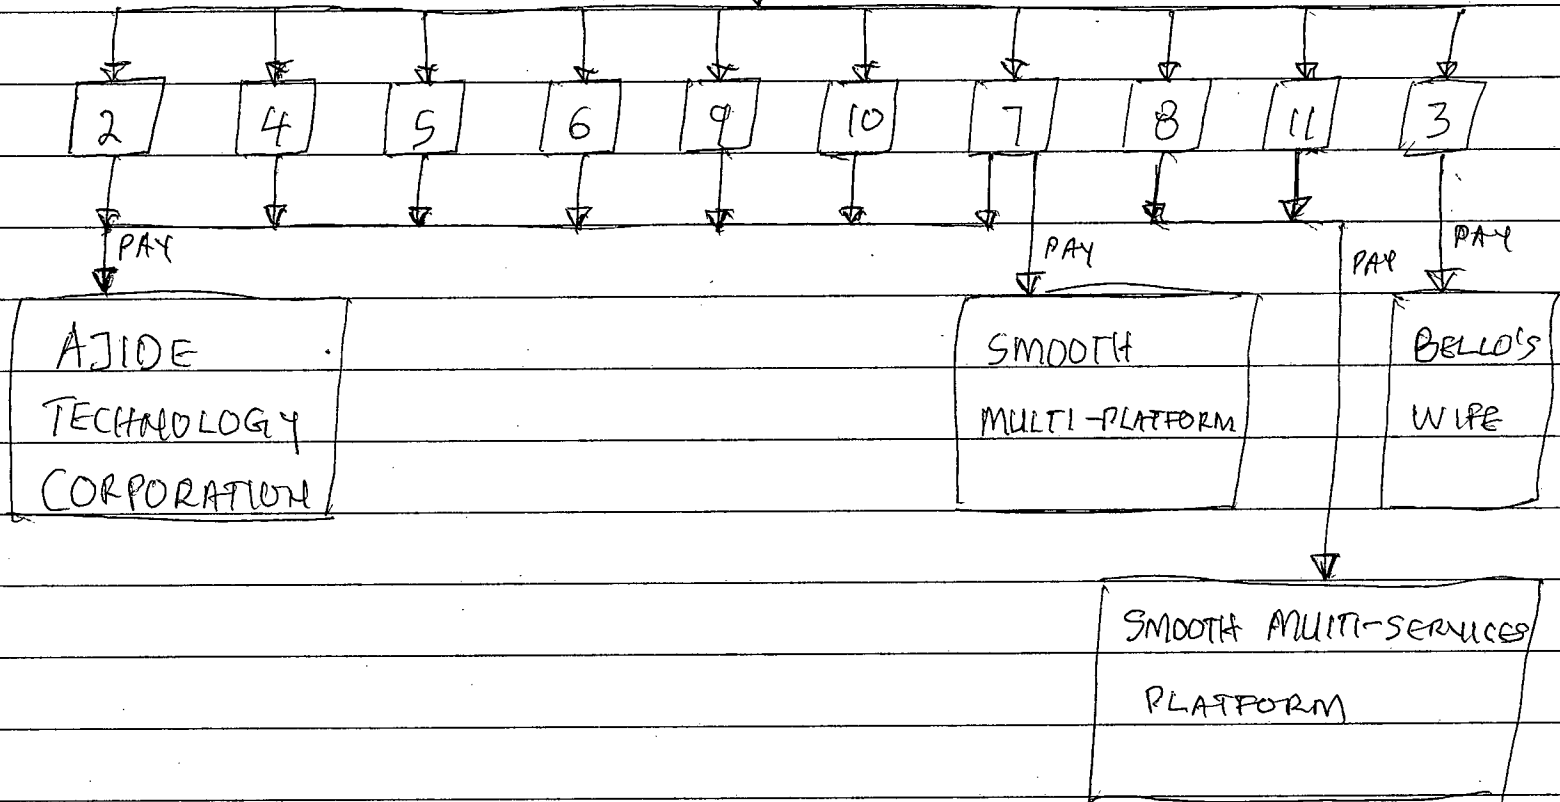 2 4 5 6 9 10 7 8 11 3
PAY PAY PAY PAY
AJIDE
TECHNOLOGY
CORPORATION
SMOOTH
MULTI-PLATFORM
BELLO'S
WIFE
SMOOTH MULTI-SERVICES
PLATFORM